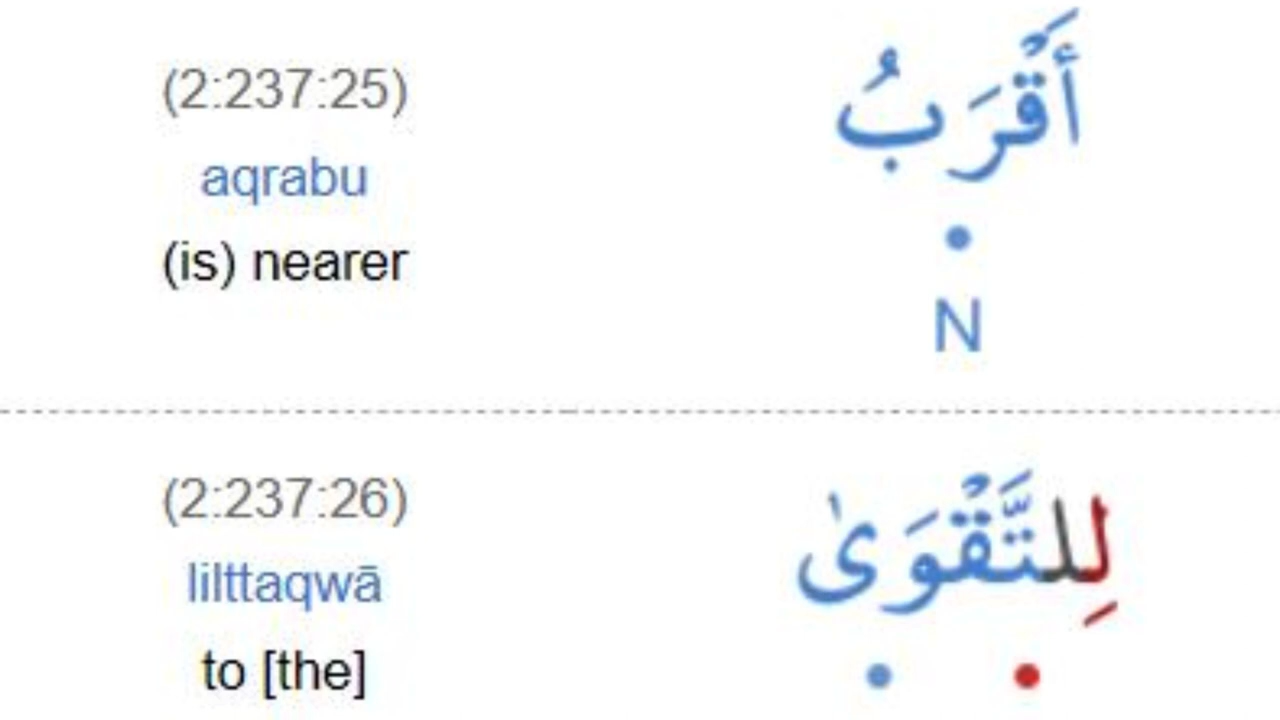 (2:237:25)
aqrabu
(is) nearer
أَقْرَبُ
N
(2:237:26)
lilttaqwā
to [the]
لِلتَّقْوَىٰ